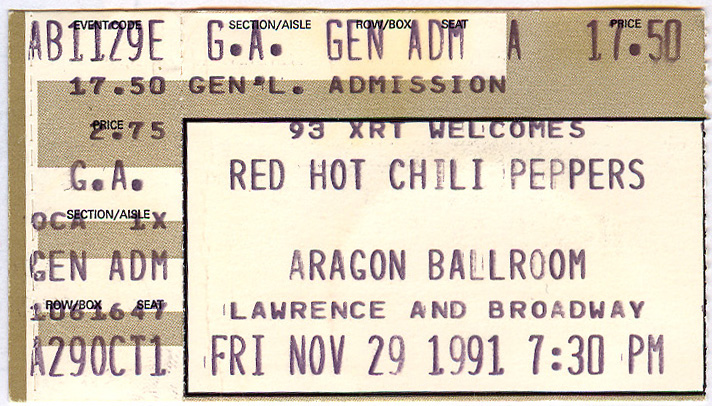 EVENT CODE SECTION/AISLE ROW/BOX SEAT PRICE
AB1129E G.A. GEN ADM A 17.50
17.50 GEN'L. ADMISSION
PRICE
2.75 93 XRT WELCOMES
G.A. RED HOT CHILI PEPPERS
SECTION/AISLE
OCA 1X
GEN ADM ARAGON BALLROOM
ROW/BOX SEAT
1061647 LAWRENCE AND BROADWAY
A29OCT1 FRI NOV 29 1991 7:30 PM